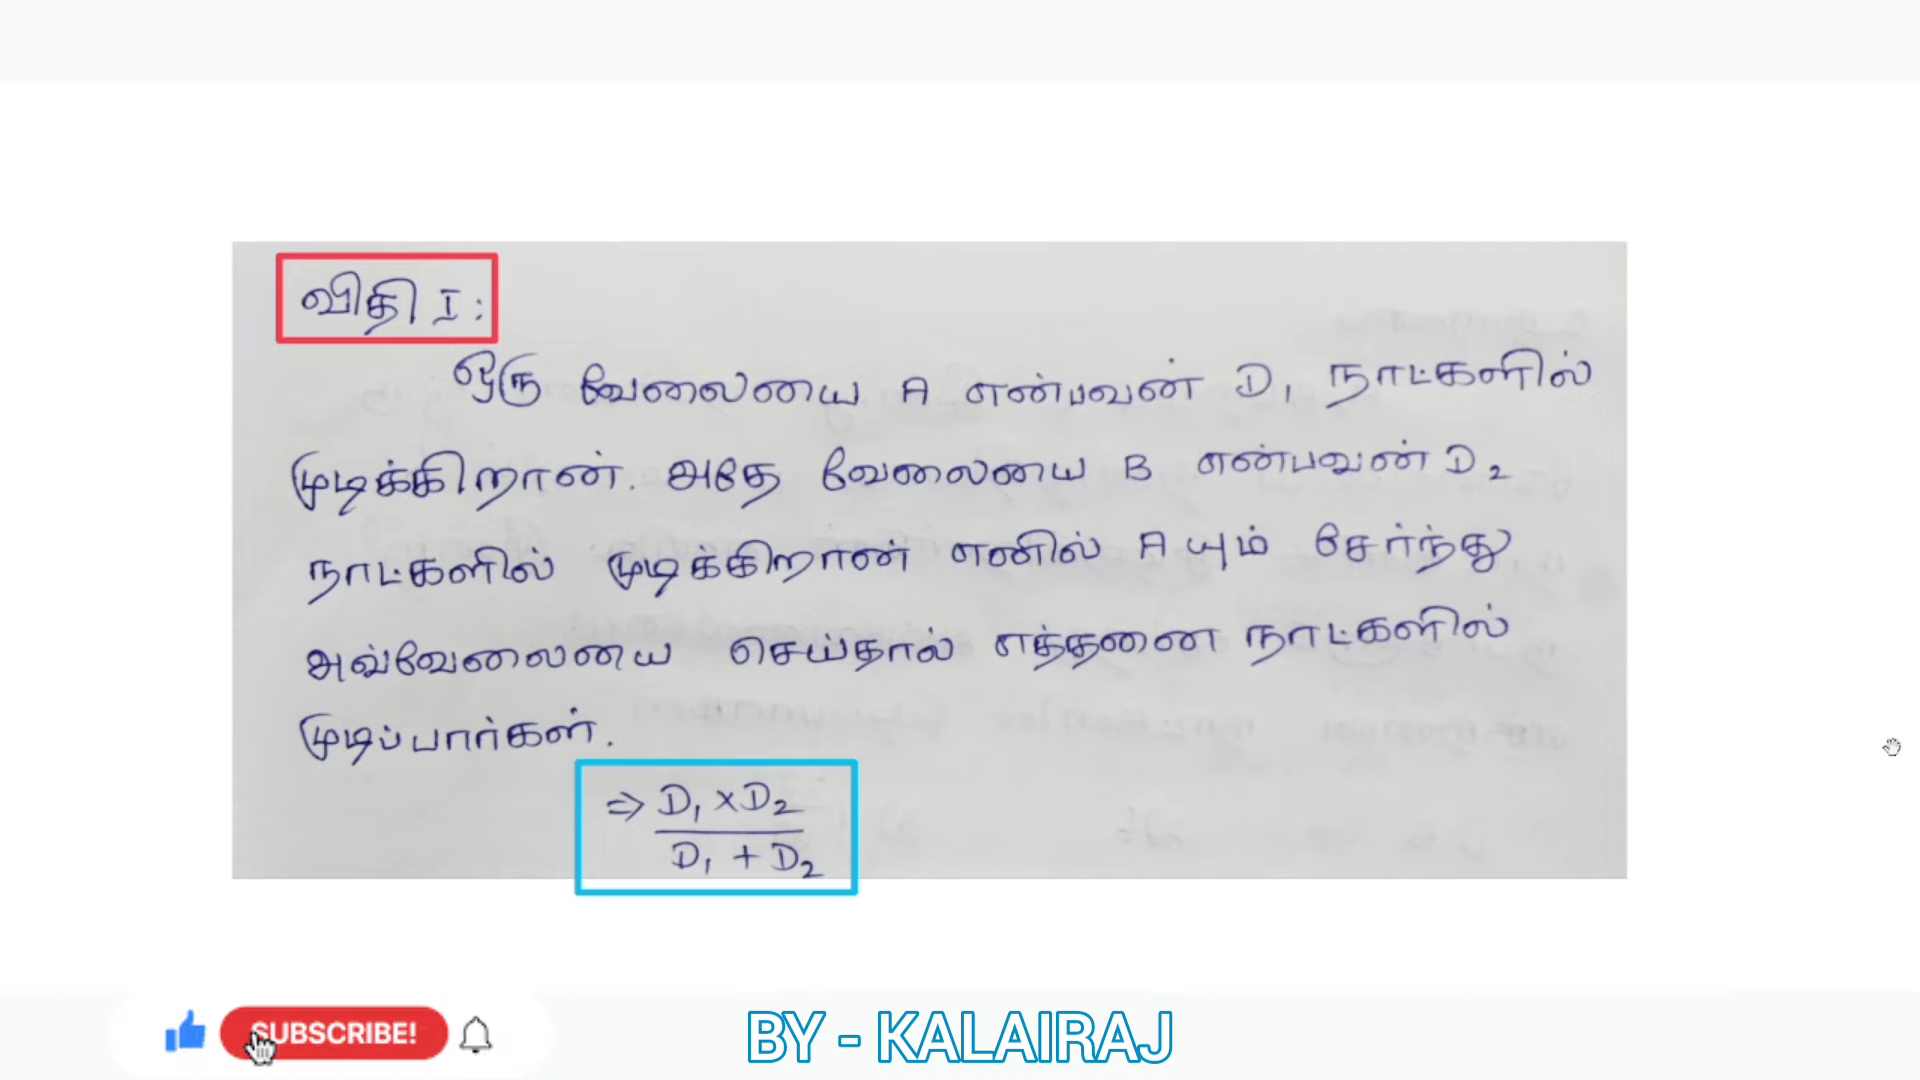 விதி I :
ஒரு வேலையை A என்பவன் D₁ நாட்களில்
முடிக்கிறான். அதே வேலையை B என்பவன் D₂
நாட்களில் முடிக்கிறான் எனில் A யும் சேர்ந்து
அவ்வேலையை செய்தால் எத்தனை நாட்களில்
முடிப்பார்கள்.
⇒ D₁ × D₂
D₁ + D₂
SUBSCRIBE!
BY - KALAIRAJ